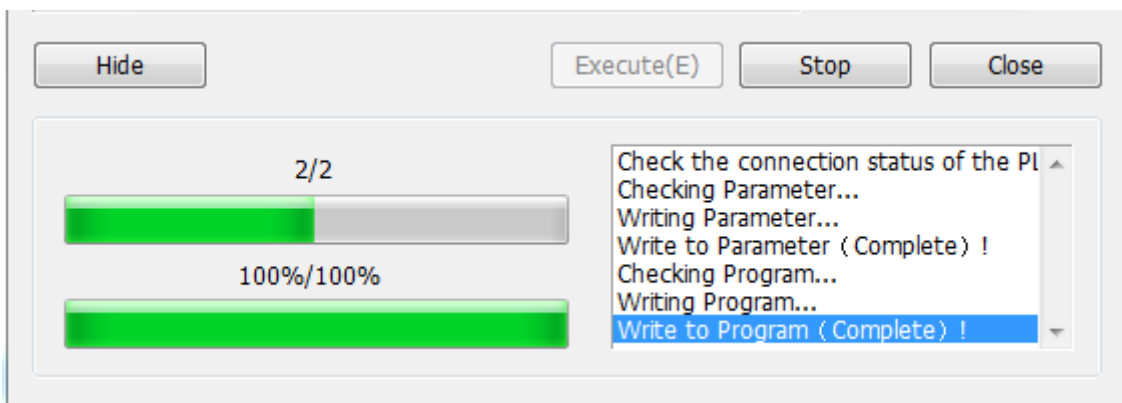 Hide
Execute(E)
Stop
Close
2/2
100%/100%
Check the connection status of the
Checking Parameter...
Writing Parameter...
Write to Parameter（Complete）!
Checking Program...
Writing Program...
Write to Program（Complete）!